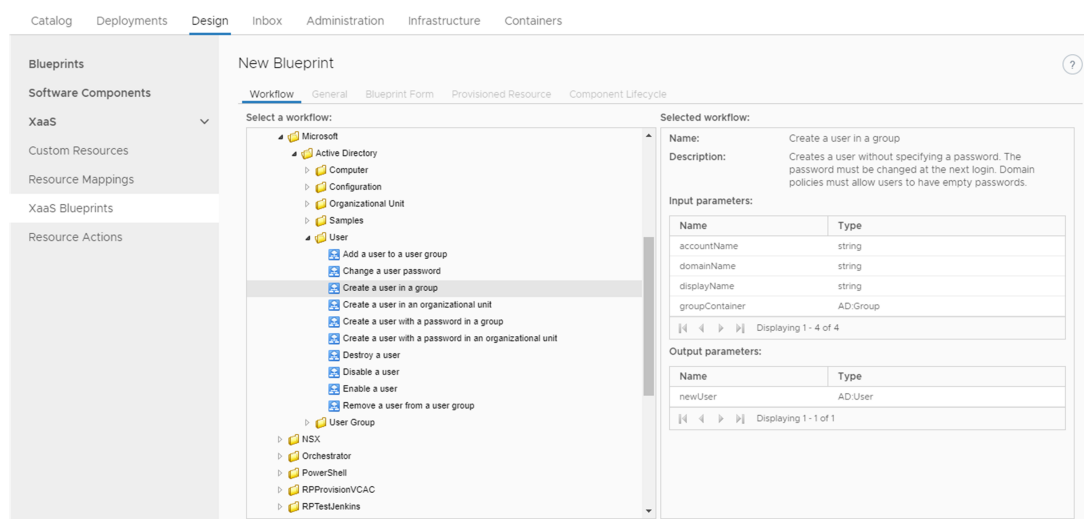 Catalog Deployments Design Inbox Administration Infrastructure Containers
Blueprints
Software Components
XaaS
Custom Resources
Resource Mappings
XaaS Blueprints
Resource Actions
New Blueprint
?
Workflow General Blueprint Form Provisioned Resource Component Lifecycle
Select a workflow:
Microsoft
Active Directory
Computer
Configuration
Organizational Unit
Samples
User
Add a user to a user group
Change a user password
Create a user in a group
Create a user in an organizational unit
Create a user with a password in a group
Create a user with a password in an organizational unit
Destroy a user
Disable a user
Enable a user
Remove a user from a user group
User Group
NSX
Orchestrator
PowerShell
RPProvisionVCAC
RPTestJenkins
Selected workflow:
Name: Create a user in a group
Description: Creates a user without specifying a password. The
password must be changed at the next login. Domain
policies must allow users to have empty passwords.
Input parameters:
Name Type
accountName string
domainName string
displayName string
groupContainer AD:Group
Displaying 1 - 4 of 4
Output parameters:
Name Type
newUser AD:User
Displaying 1 - 1 of 1